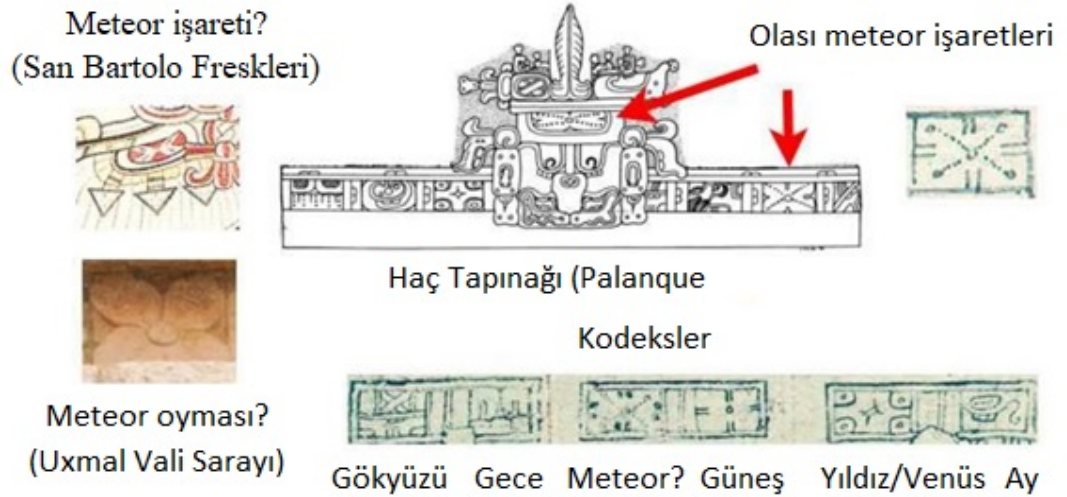 Meteor işareti?
(San Bartolo Freskleri)
Olası meteor işaretleri
Haç Tapınağı (Palanque
Kodeksler
Meteor oyması?
(Uxmal Vali Sarayı)
Gökyüzü Gece Meteor? Güneş Yıldız/Venüs Ay